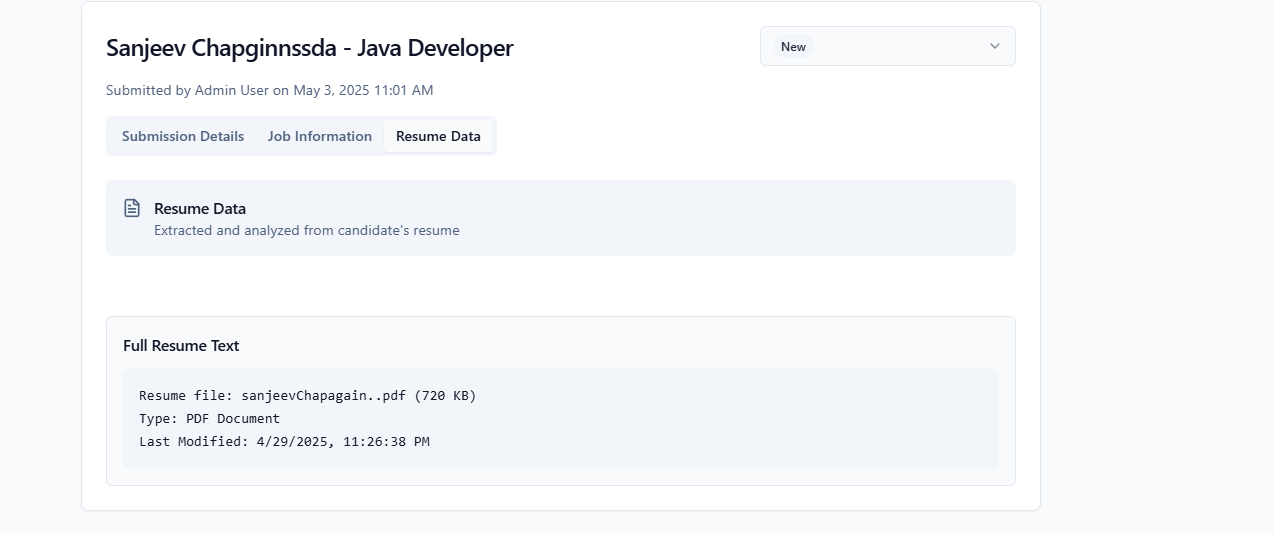 Sanjeev Chapginnssda - Java Developer
New
Submitted by Admin User on May 3, 2025 11:01 AM
Submission Details
Job Information
Resume Data
Resume Data
Extracted and analyzed from candidate's resume
Full Resume Text
Resume file: sanjeevChapagain..pdf (720 KB)
Type: PDF Document
Last Modified: 4/29/2025, 11:26:38 PM